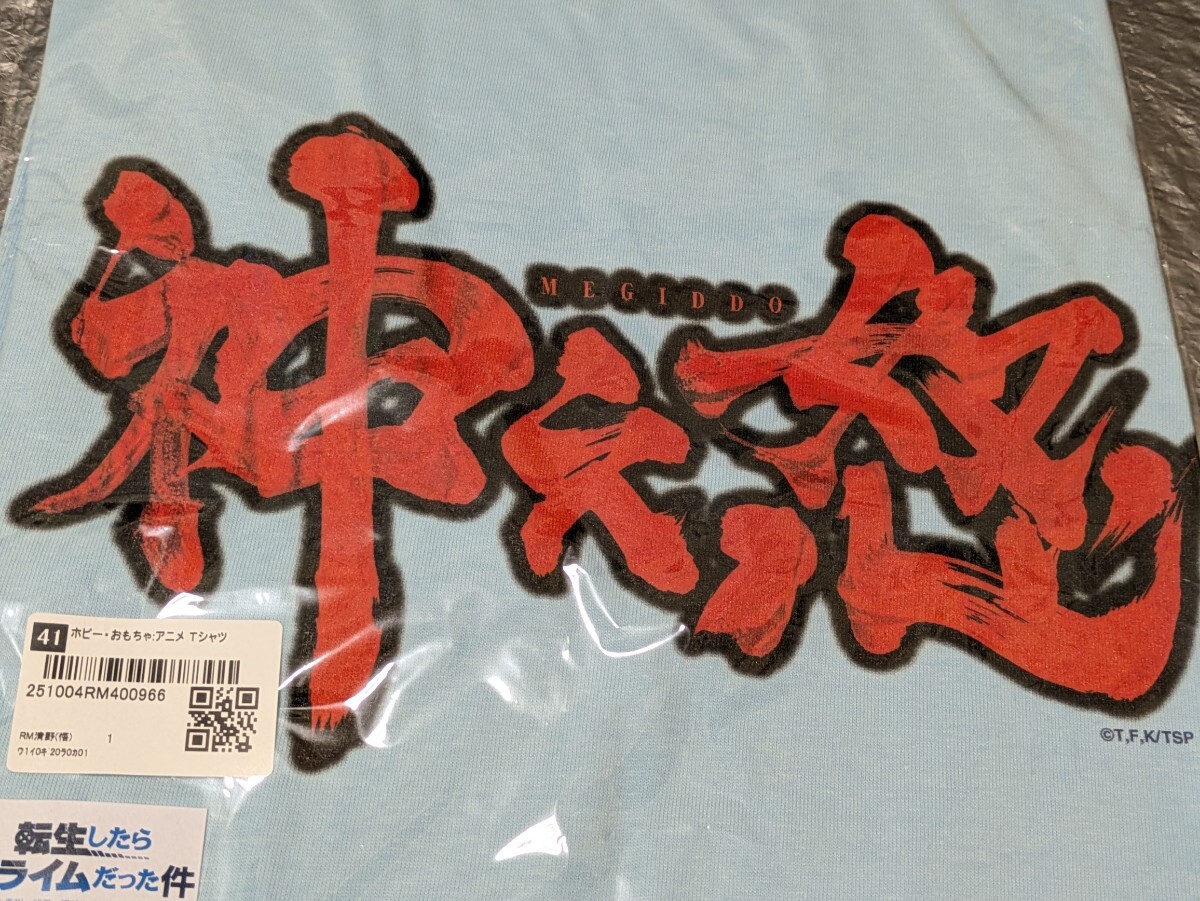 神之怒
MEGIDDO
©T,F,K/TSP
41 ホビー・おもちゃ:アニメ Tシャツ
251004RM400966
RM清野(悟) 1
転生したら
ライムだった件